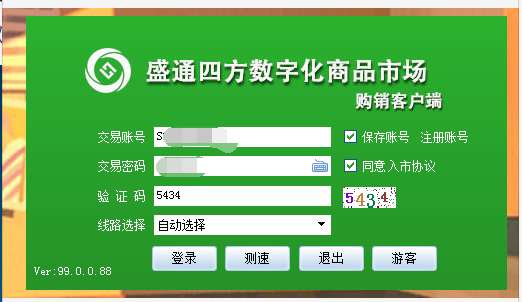 盛通四方数字化商品市场
购销客户端
交易账号 S 保存账号 注册账号
交易密码 同意入市协议
验 证 码 5434 5434
线路选择 自动选择
登录 测速 退出 游客
Ver:99.0.0.88